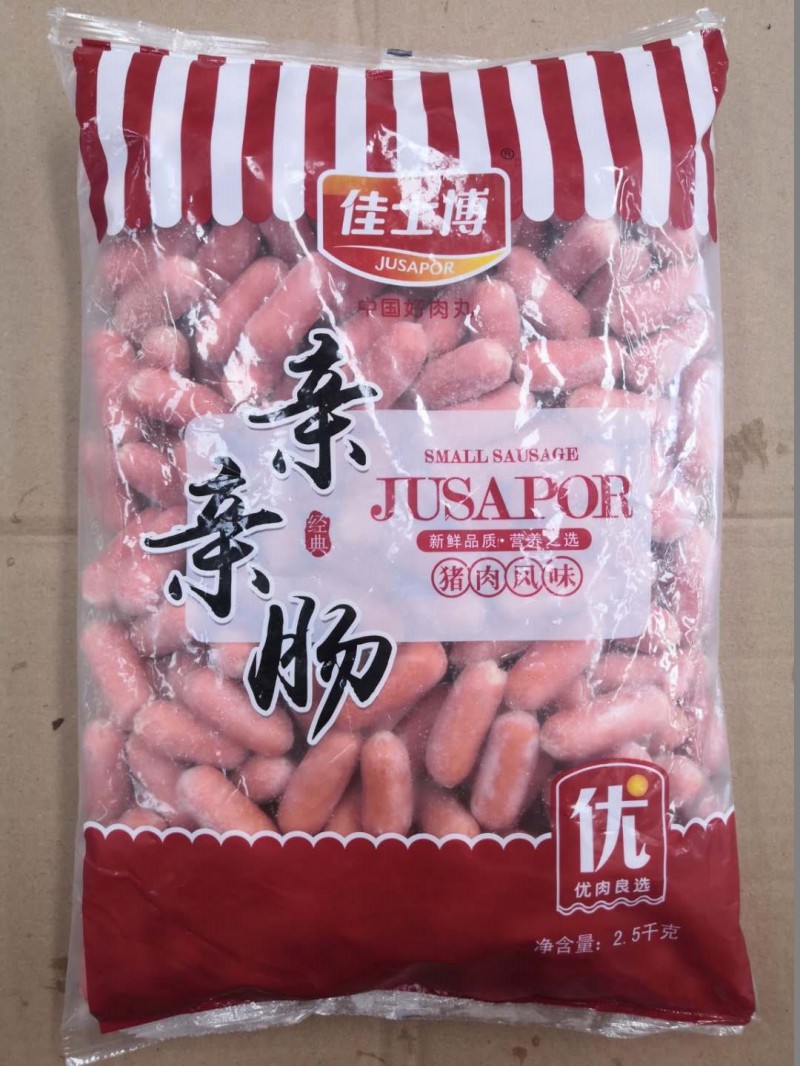 佳士博
®
JUSAPOR
中国好肉丸
亲亲肠
经典
SMALL SAUSAGE
JUSAPOR
新鲜品质·营养之选
猪肉风味
优
优肉良选
净含量：2.5千克